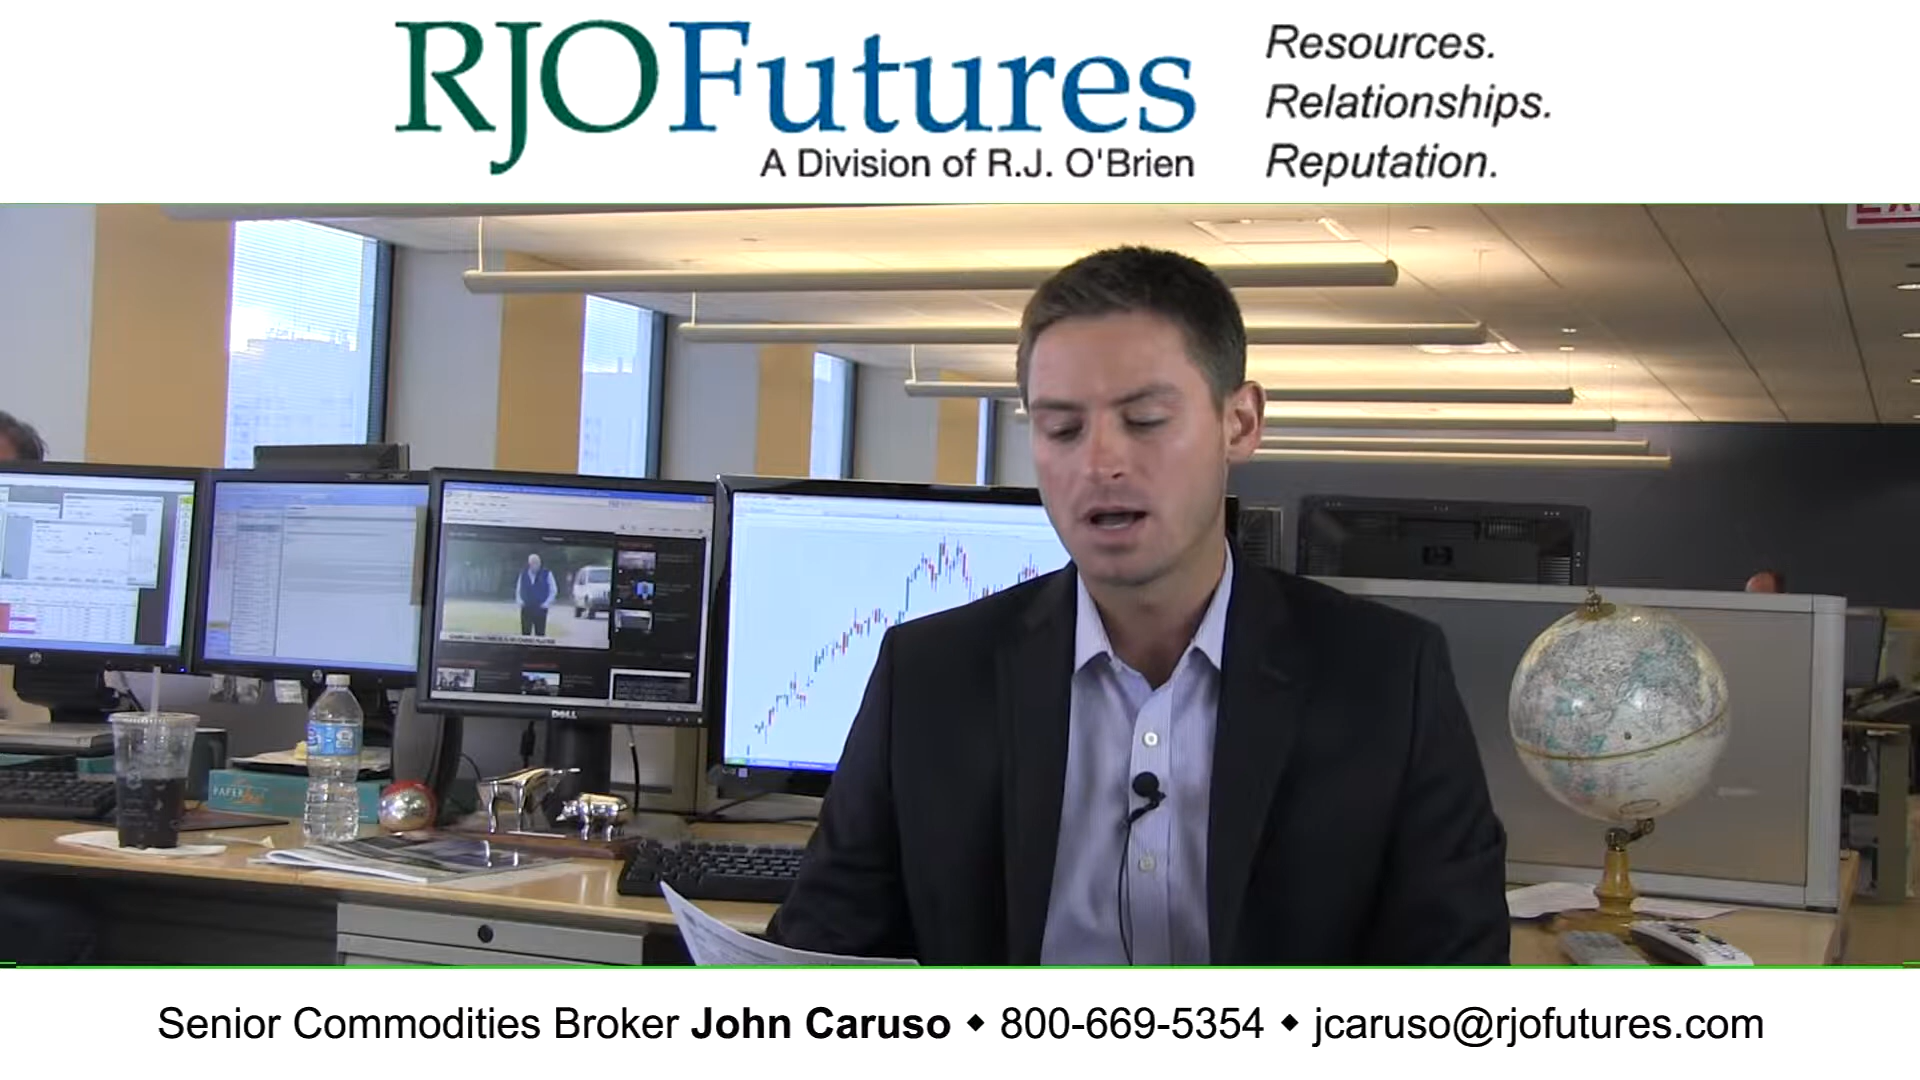 RJOFutures
A Division of R.J. O'Brien
Resources.
Relationships.
Reputation.
DELL
Senior Commodities Broker John Caruso ◆ 800-669-5354 ◆ jcaruso@rjofutures.com